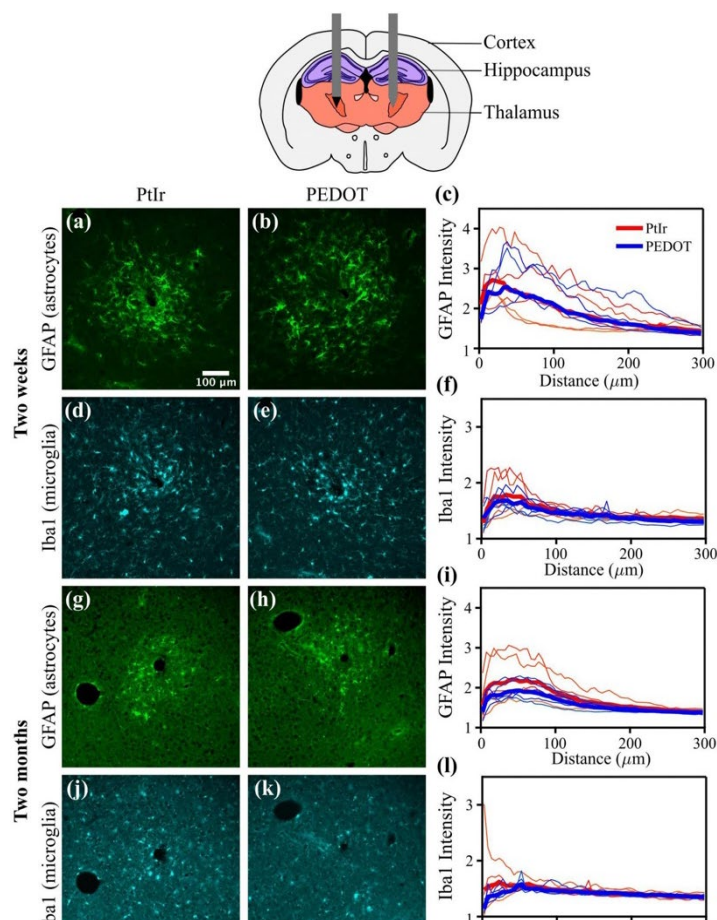 Cortex
Hippocampus
Thalamus
PtIr
PEDOT
Two weeks
GFAP (astrocytes)
(a)
100 µm
(b)
(c)
GFAP Intensity
4
3
2
1
PtIr
PEDOT
0 100 200 300
Distance (µm)
Iba1 (microglia)
(d)
(e)
(f)
Iba1 Intensity
3
2
1
0 100 200 300
Distance (µm)
Two months
GFAP (astrocytes)
(g)
(h)
(i)
GFAP Intensity
4
3
2
1
0 100 200 300
Distance (µm)
Iba1 (microglia)
(j)
(k)
(l)
Iba1 Intensity
3
2
1